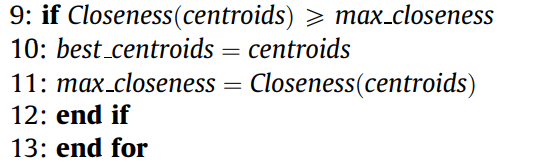 9: if Closeness(centroids) ⩾ max_closeness
10: best_centroids = centroids
11: max_closeness = Closeness(centroids)
12: end if
13: end for